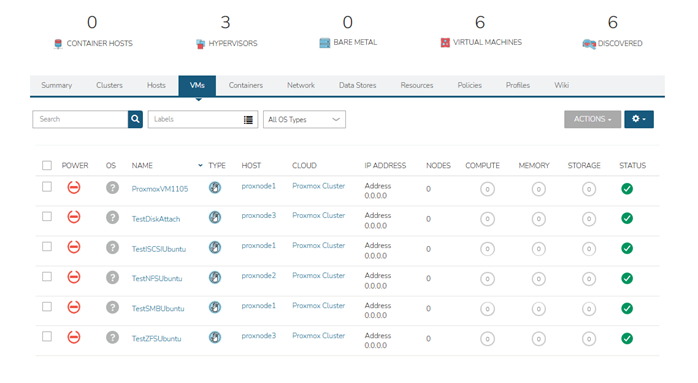 0 3 0 6 6
CONTAINER HOSTS HYPERVISORS BARE METAL VIRTUAL MACHINES DISCOVERED
Summary Clusters Hosts VMs Containers Network Data Stores Resources Policies Profiles Wiki
Search Labels All OS Types ACTIONS
POWER OS NAME TYPE HOST CLOUD IP ADDRESS NODES COMPUTE MEMORY STORAGE STATUS
? ProxmoxVM1105 proxnode1 Proxmox Cluster Address 0 0 0 0
0.0.0.0
? TestDiskAttach proxnode3 Proxmox Cluster Address 0 0 0 0
0.0.0.0
? TestISCSIUbuntu proxnode1 Proxmox Cluster Address 0 0 0 0
0.0.0.0
? TestNFSUbuntu proxnode2 Proxmox Cluster Address 0 0 0 0
0.0.0.0
? TestSMBUbuntu proxnode1 Proxmox Cluster Address 0 0 0 0
0.0.0.0
? TestZFSUbuntu proxnode3 Proxmox Cluster Address 0 0 0 0
0.0.0.0